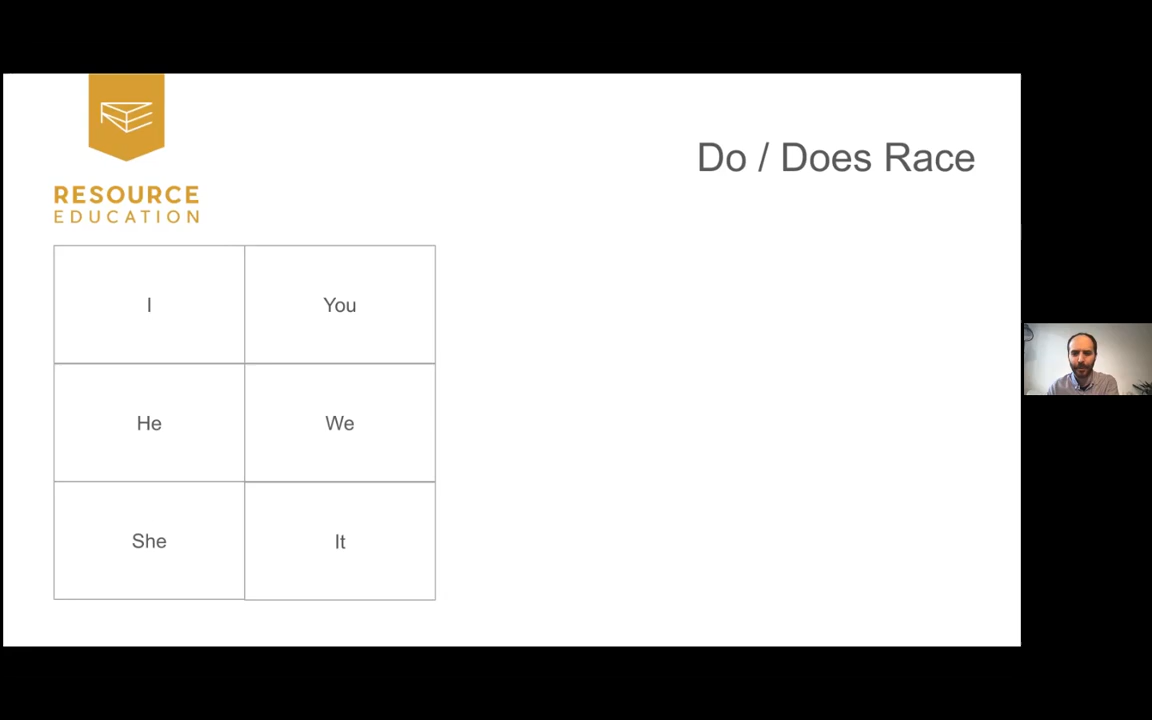 RESOURCE
EDUCATION
Do / Does Race
I You
He We
She It